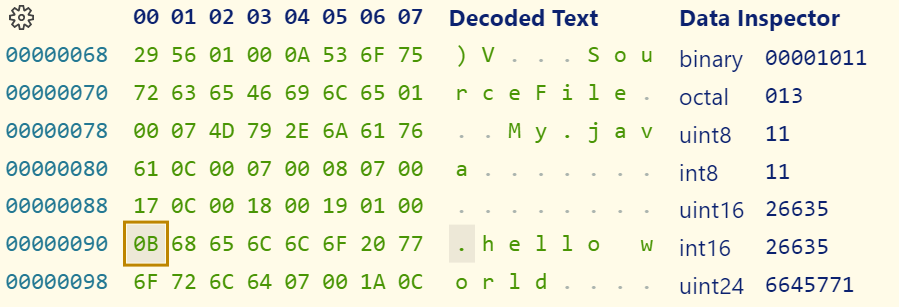 00 01 02 03 04 05 06 07 Decoded Text Data Inspector
00000068 29 56 01 00 0A 53 6F 75 ) V . . . S o u binary 00001011
00000070 72 63 65 46 69 6C 65 01 r c e F i l e . octal 013
00000078 00 07 4D 79 2E 6A 61 76 . . M y . j a v uint8 11
00000080 61 0C 00 07 00 08 07 00 a . . . . . . . int8 11
00000088 17 0C 00 18 00 19 01 00 . . . . . . . . uint16 26635
00000090 0B 68 65 6C 6C 6F 20 77 . h e l l o w int16 26635
00000098 6F 72 6C 64 07 00 1A 0C o r l d . . . . uint24 6645771